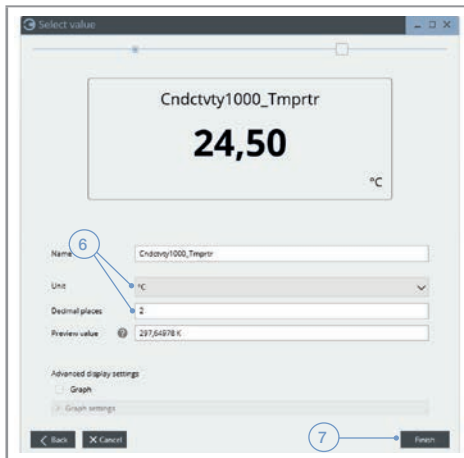 Select value
Cndctvty1000_Tmprtr
24,50
°C
6
Name Cndctvty1000_Tmprtr
Unit °C
Decimal places 2
Preview value ? 297,64978 K
Advanced display settings
Graph
> Graph settings
< Back X Cancel 7 Finish